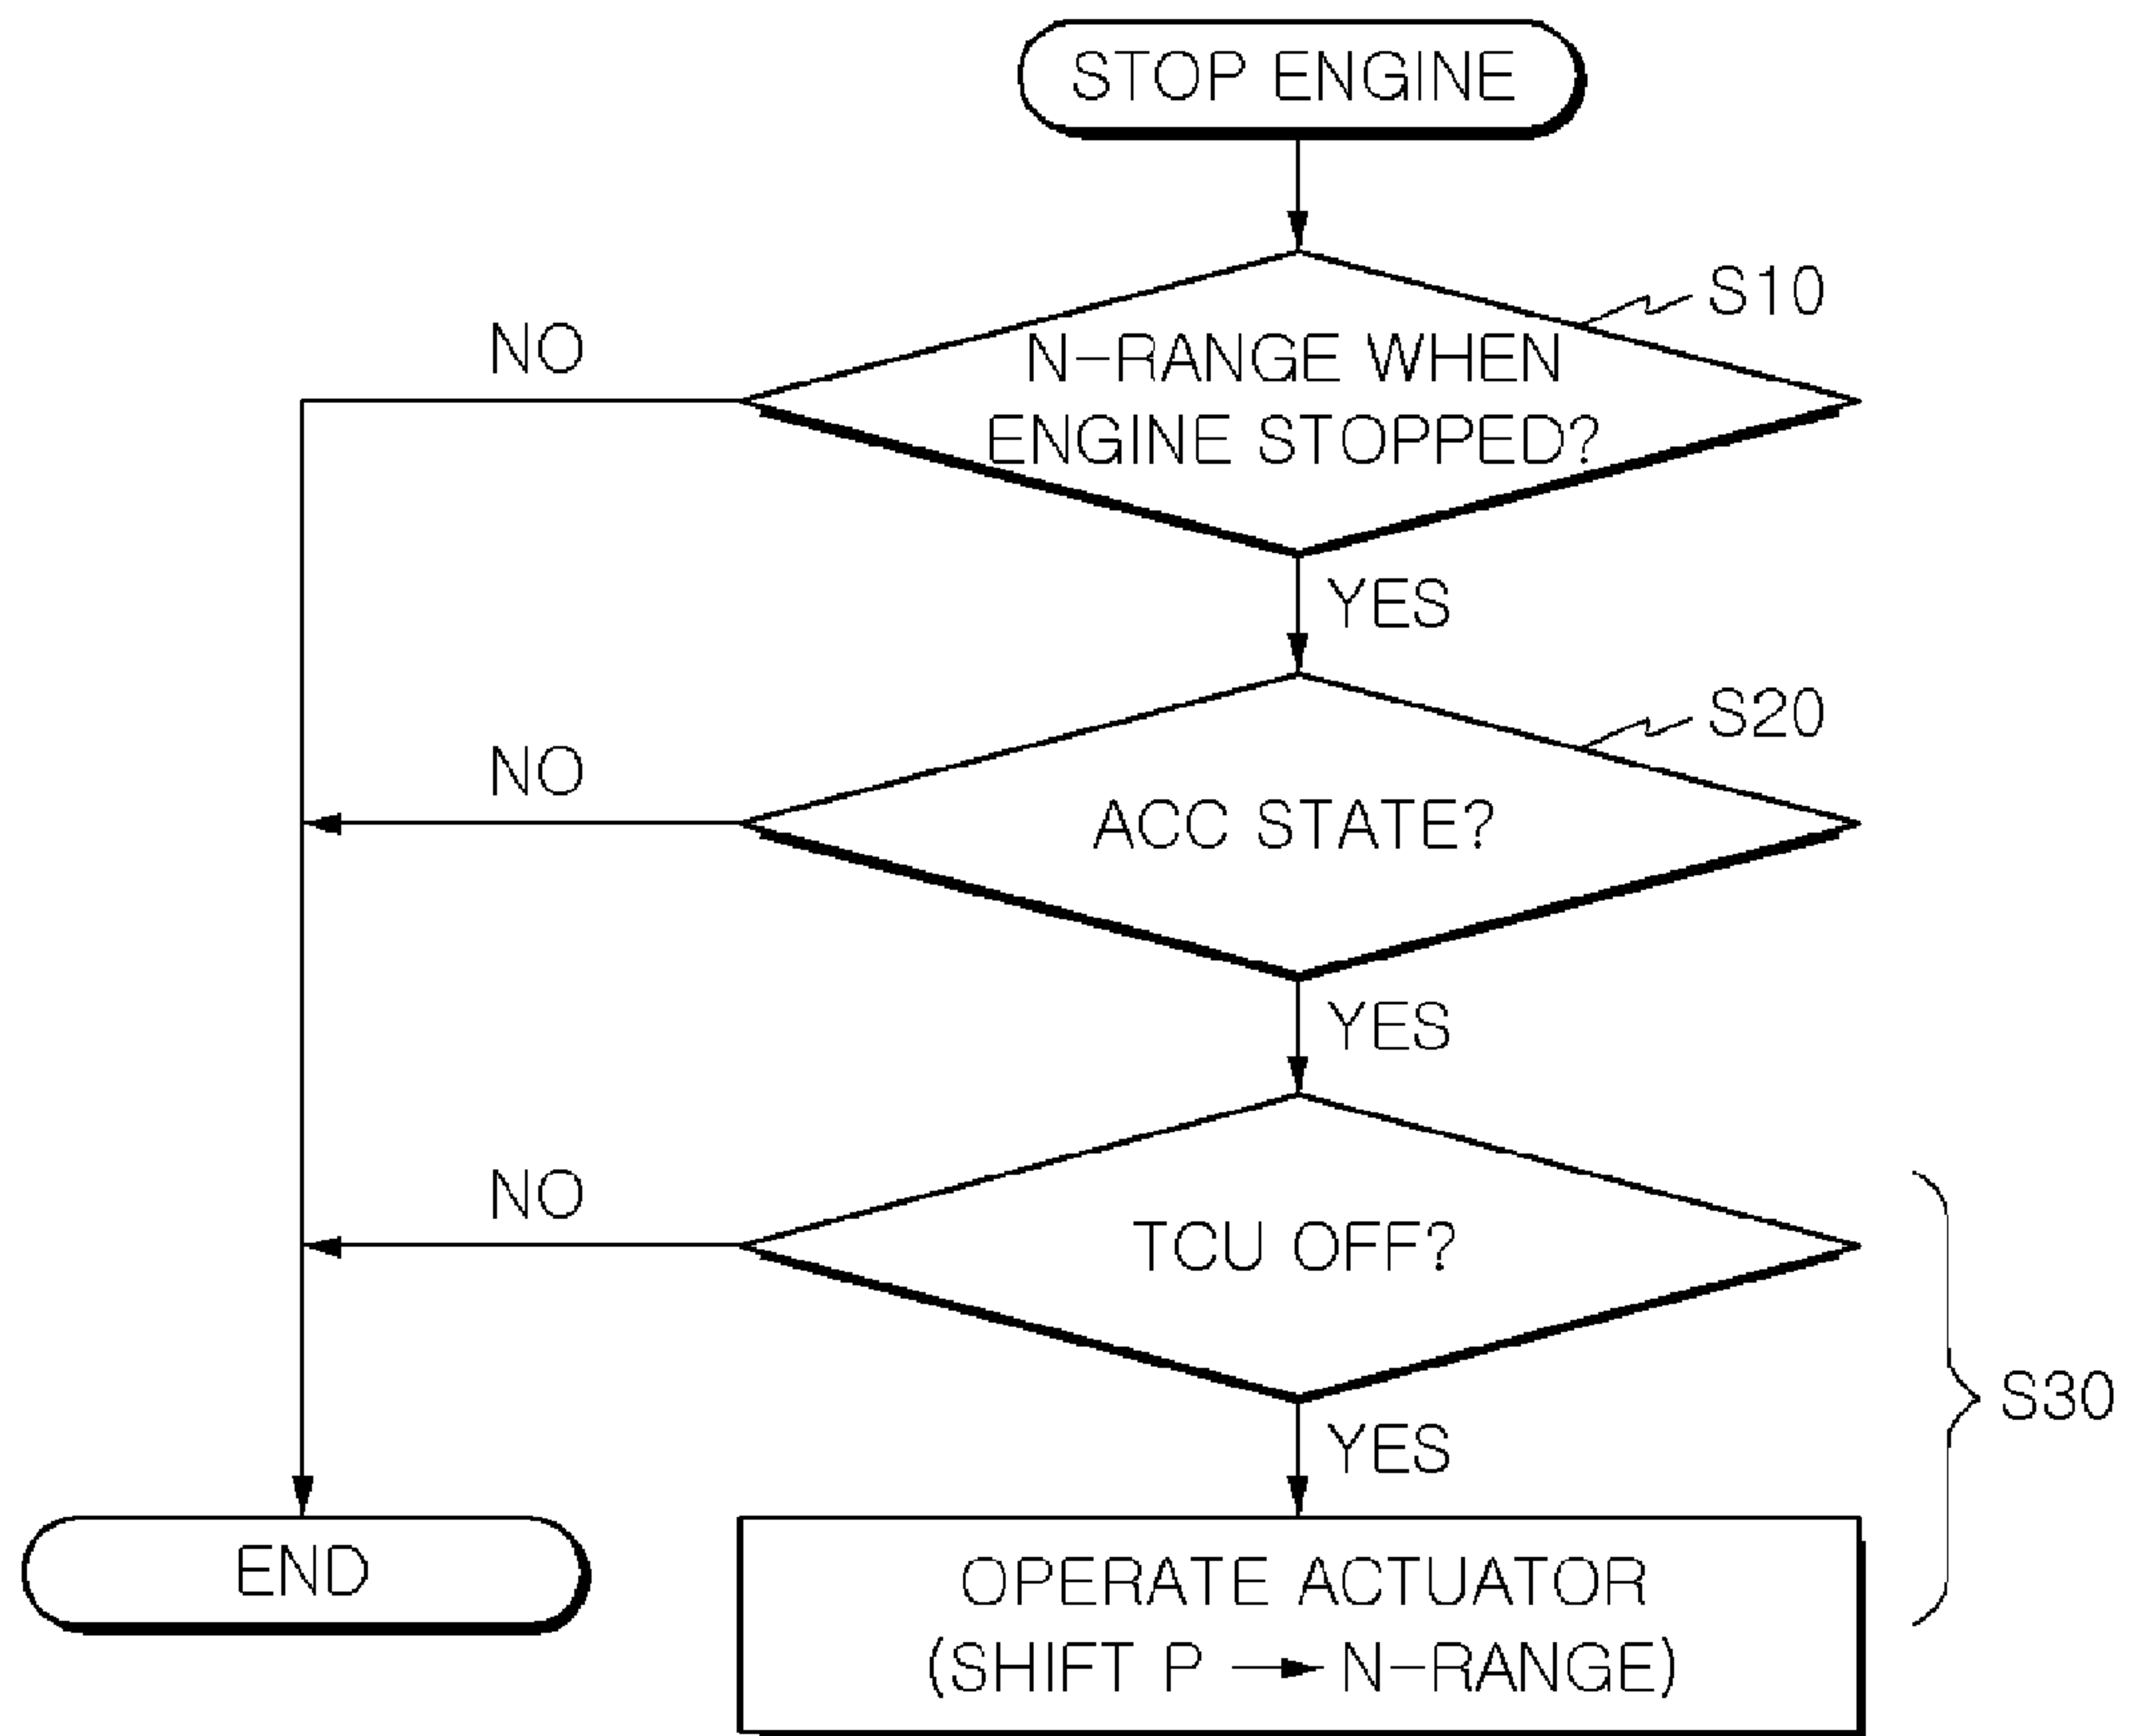 STOP ENGINE
S10
NO
N-RANGE WHEN
ENGINE STOPPED?
YES
S20
NO
ACC STATE?
YES
NO
TCU OFF?
S30
YES
END
OPERATE ACTUATOR
(SHIFT P → N-RANGE)